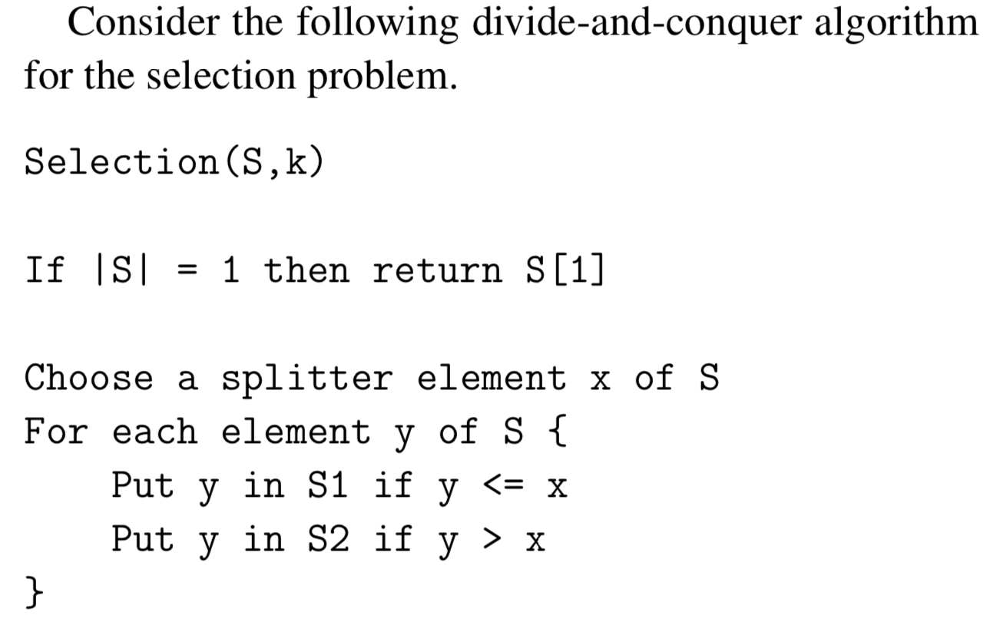 Consider the following divide-and-conquer algorithm
for the selection problem.
Selection(S,k)
If |S| = 1 then return S[1]
Choose a splitter element x of S
For each element y of S {
    Put y in S1 if y <= x
    Put y in S2 if y > x
}